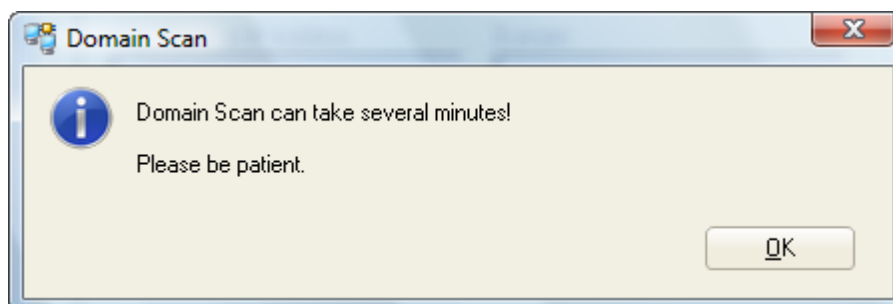 Domain Scan
Domain Scan can take several minutes!
Please be patient.
OK